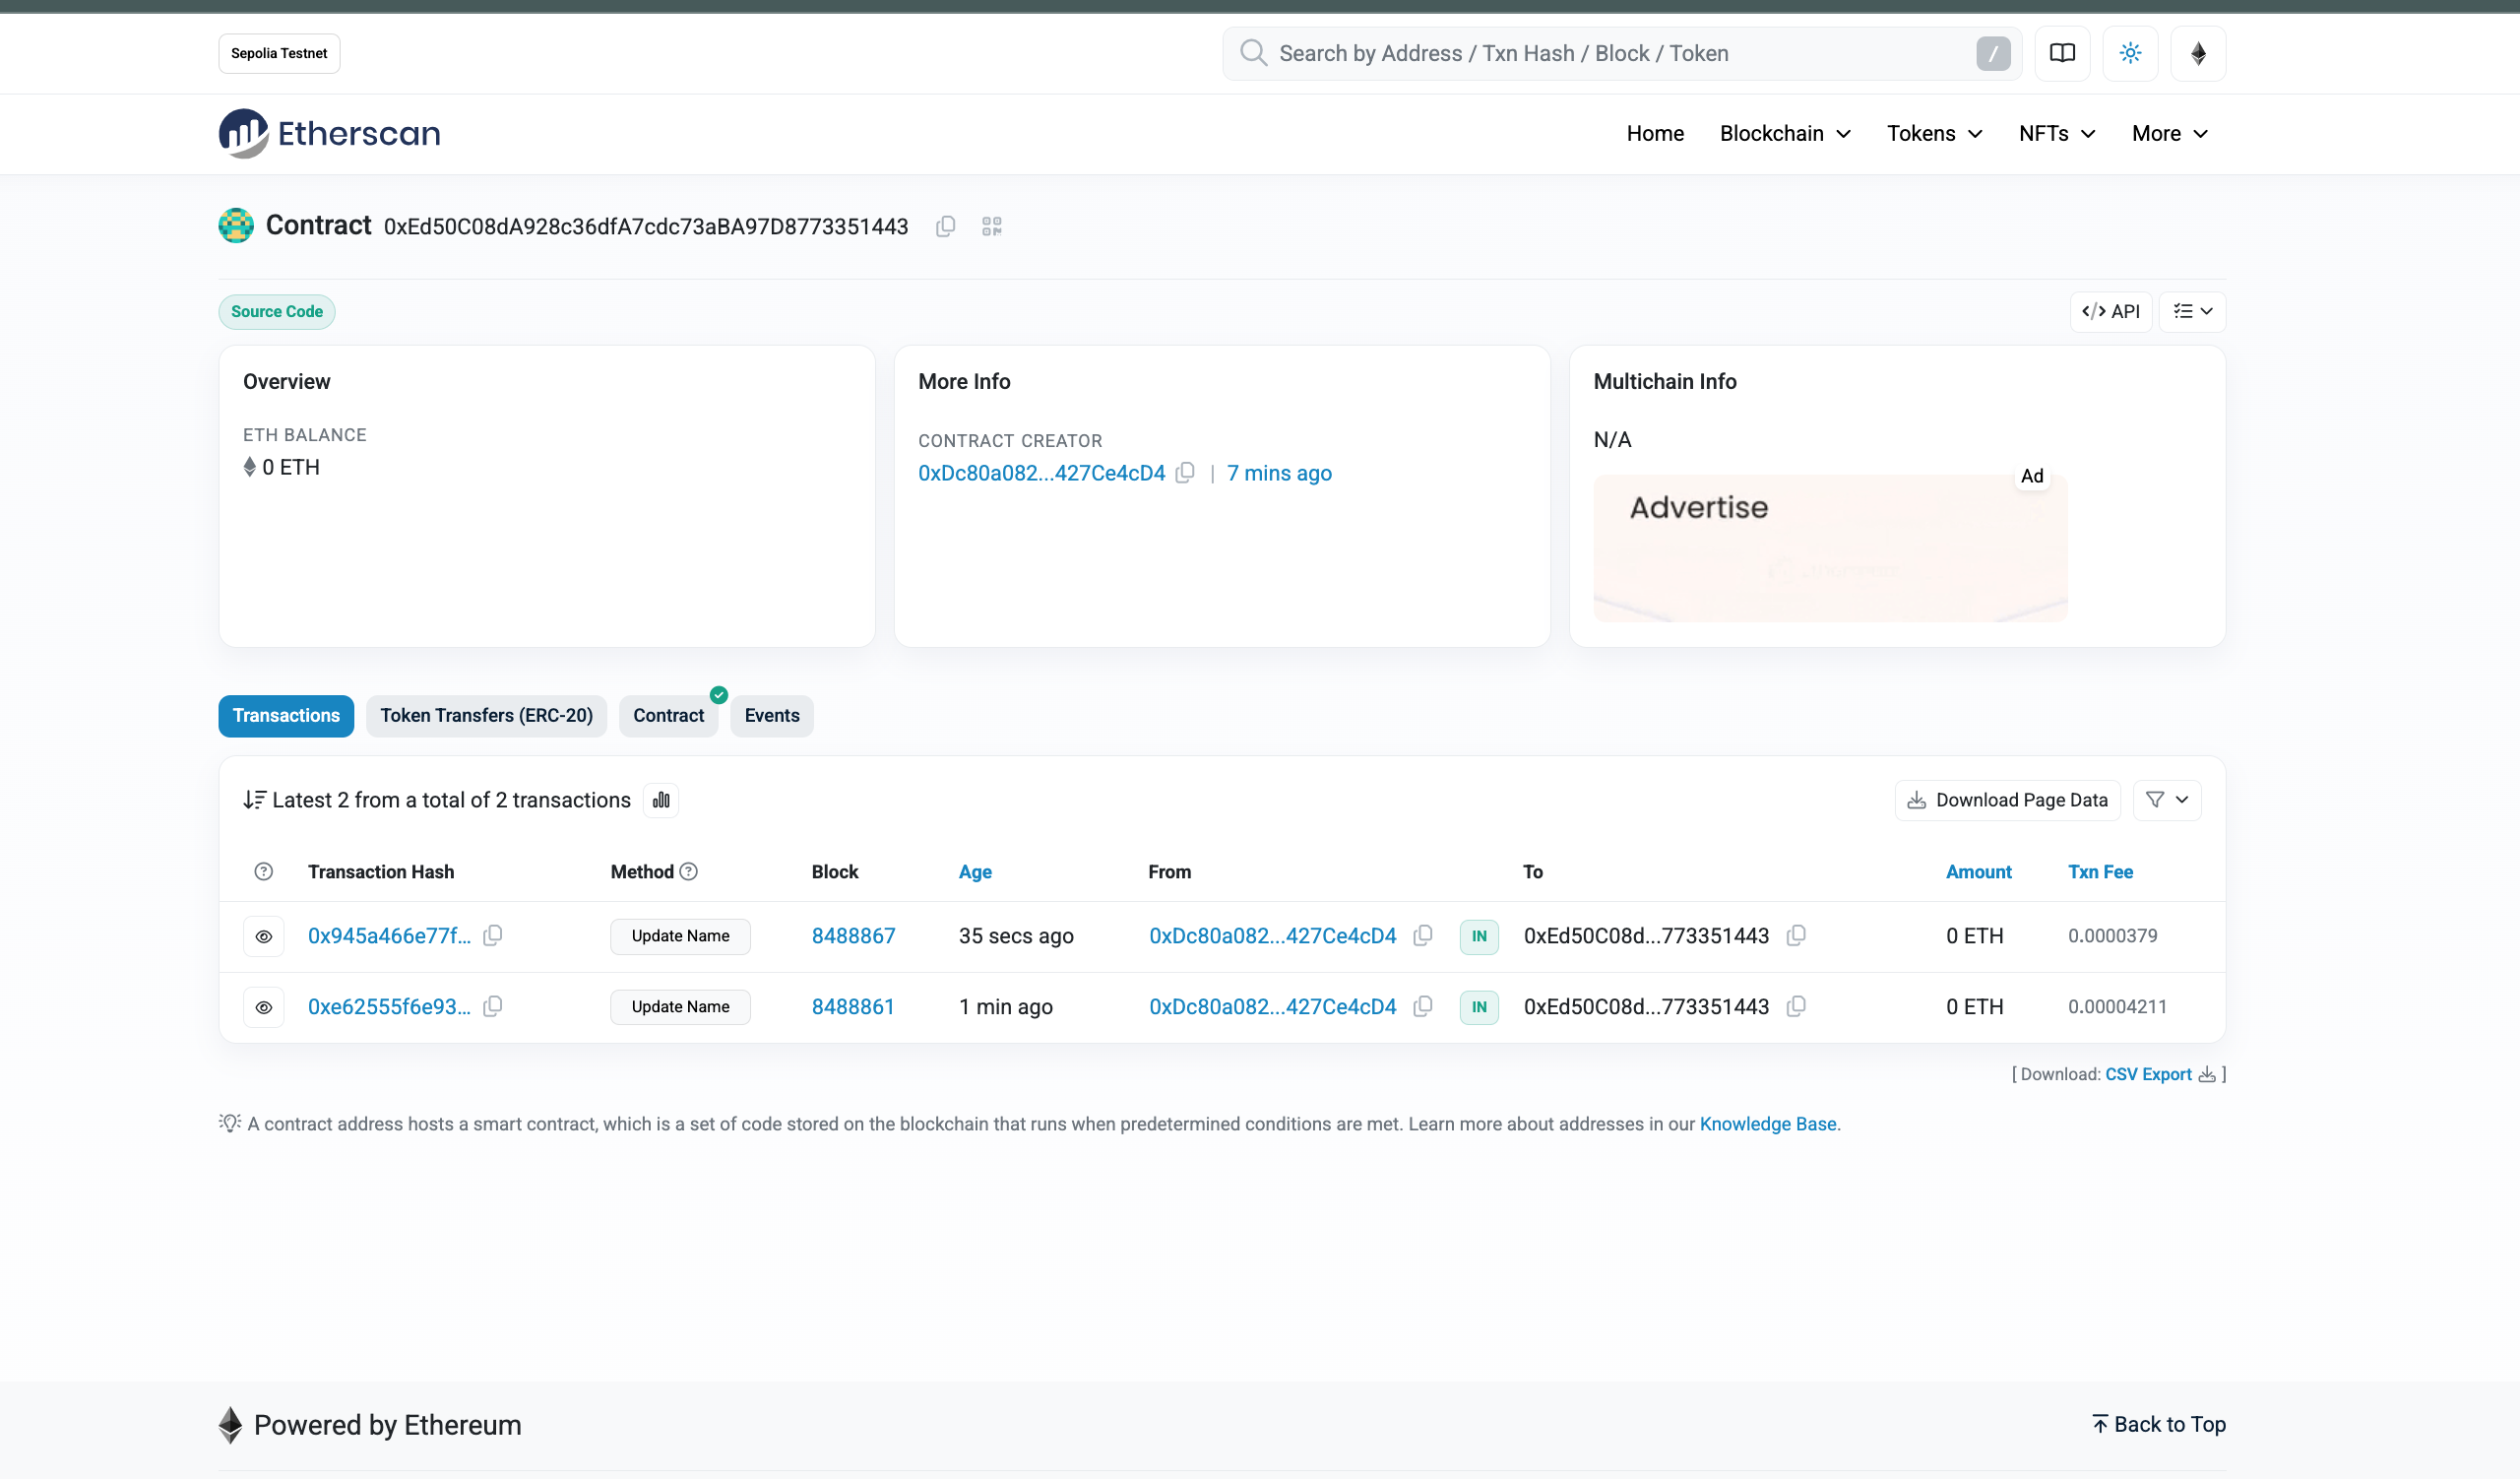 Sepolia Testnet
Search by Address / Txn Hash / Block / Token
/
Etherscan
Home Blockchain Tokens NFTs More
Contract 0xEd50C08dA928c36dfA7cdc73aBA97D8773351443
Source Code
</> API
Overview
ETH BALANCE
0 ETH
More Info
CONTRACT CREATOR
0xDc80a082...427Ce4cD4 | 7 mins ago
Multichain Info
N/A
Ad
Advertise
Transactions Token Transfers (ERC-20) Contract Events
Latest 2 from a total of 2 transactions
Download Page Data
? Transaction Hash Method ? Block Age From To Amount Txn Fee
0x945a466e77f... Update Name 8488867 35 secs ago 0xDc80a082...427Ce4cD4 IN 0xEd50C08d...773351443 0 ETH 0.0000379
0xe62555f6e93... Update Name 8488861 1 min ago 0xDc80a082...427Ce4cD4 IN 0xEd50C08d...773351443 0 ETH 0.00004211
[ Download: CSV Export ]
A contract address hosts a smart contract, which is a set of code stored on the blockchain that runs when predetermined conditions are met. Learn more about addresses in our Knowledge Base.
Powered by Ethereum
Back to Top